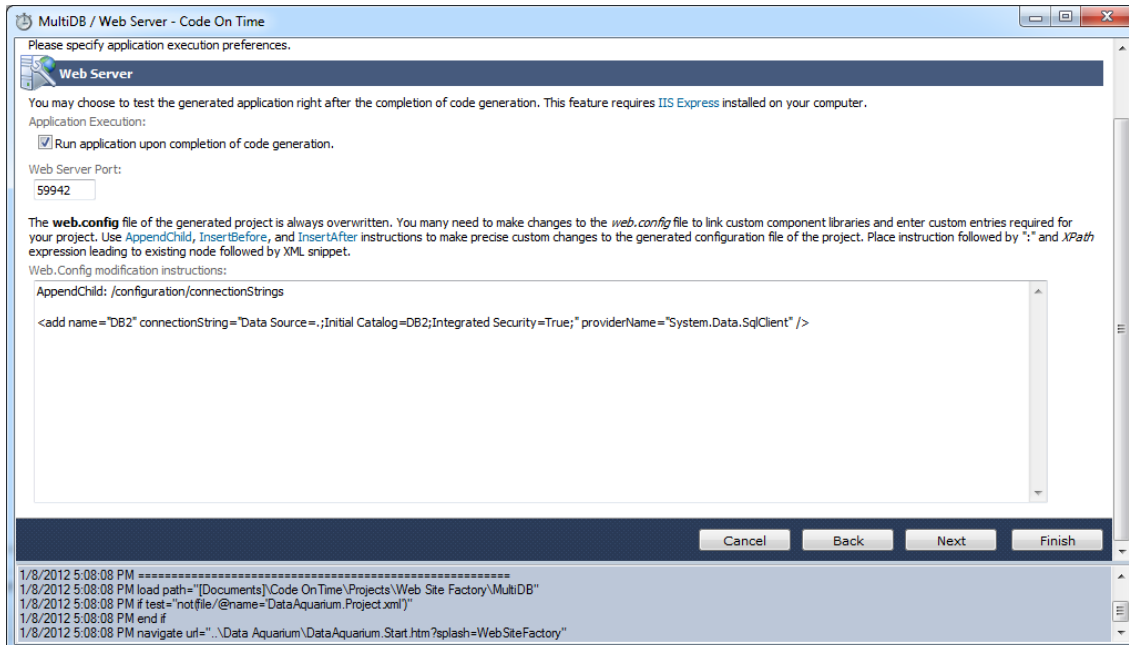 MultiDB / Web Server - Code On Time
Please specify application execution preferences.
Web Server
You may choose to test the generated application right after the completion of code generation. This feature requires IIS Express installed on your computer.
Application Execution:
Run application upon completion of code generation.
Web Server Port:
59942
The web.config file of the generated project is always overwritten. You many need to make changes to the web.config file to link custom component libraries and enter custom entries required for
your project. Use AppendChild, InsertBefore, and InsertAfter instructions to make precise custom changes to the generated configuration file of the project. Place instruction followed by ":" and XPath
expression leading to existing node followed by XML snippet.
Web.Config modification instructions:
AppendChild: /configuration/connectionStrings
<add name="DB2" connectionString="Data Source=.;Initial Catalog=DB2;Integrated Security=True;" providerName="System.Data.SqlClient" />
Cancel Back Next Finish
1/8/2012 5:08:08 PM ========================================================
1/8/2012 5:08:08 PM load path="[Documents]\Code OnTime\Projects\Web Site Factory\MultiDB"
1/8/2012 5:08:08 PM if test="not(file/@name='DataAquarium.Project.xml')"
1/8/2012 5:08:08 PM end if
1/8/2012 5:08:08 PM navigate url="..\Data Aquarium\DataAquarium.Start.htm?splash=WebSiteFactory"